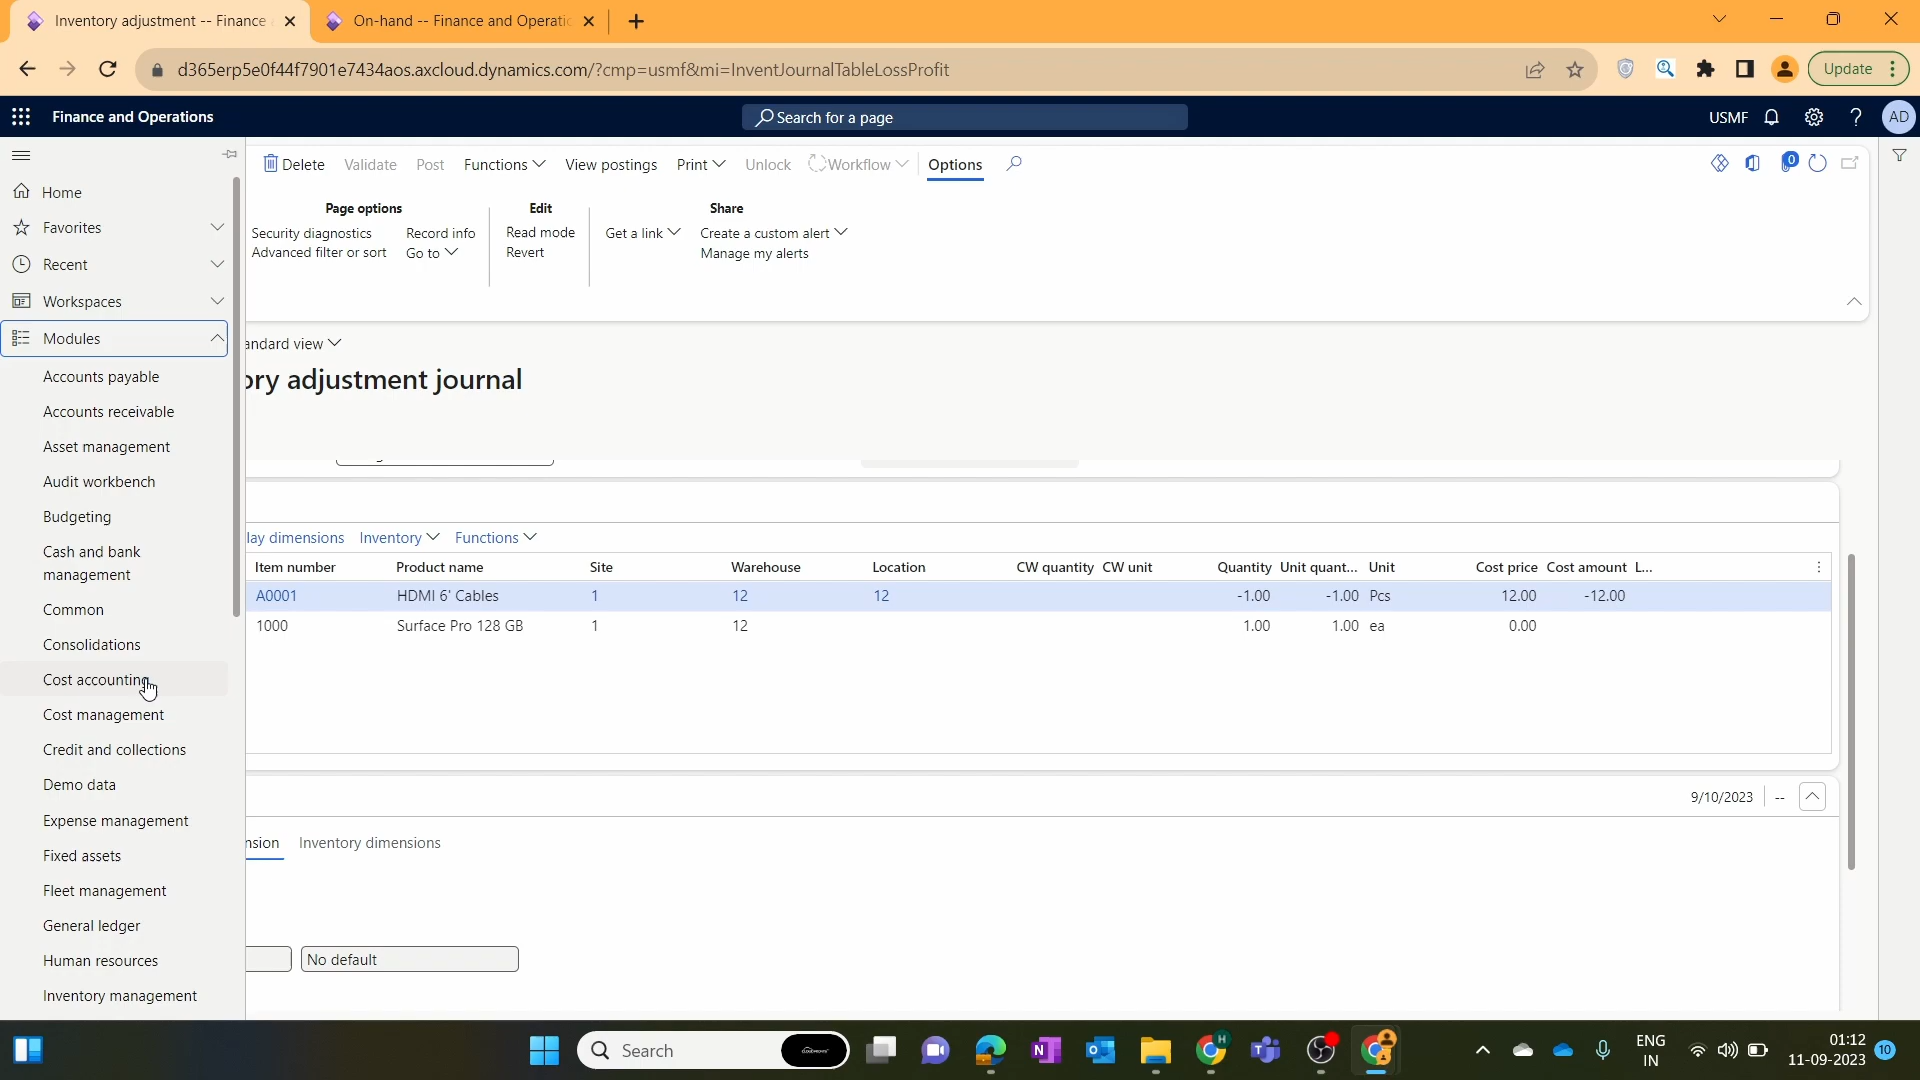 Inventory adjustment -- Finance
On-hand -- Finance and Operatic
d365erp5e0f44f7901e7434aos.axcloud.dynamics.com/?cmp=usmf&mi=InventJournalTableLossProfit
Update
Finance and Operations
Search for a page
USMF
?
AD
Delete Validate Post Functions View postings Print Unlock Workflow Options
0
Page options Edit Share
Security diagnostics Record info Read mode Get a link Create a custom alert
Advanced filter or sort Go to Revert Manage my alerts
Home
Favorites
Recent
Workspaces
Modules
Accounts payable
Accounts receivable
Asset management
Audit workbench
Budgeting
Cash and bank
management
Common
Consolidations
Cost accounting
Cost management
Credit and collections
Demo data
Expense management
Fixed assets
Fleet management
General ledger
Human resources
Inventory management
andard view
ory adjustment journal
lay dimensions Inventory Functions
Item number Product name Site Warehouse Location CW quantity CW unit Quantity Unit quant... Unit Cost price Cost amount L...
A0001 HDMI 6' Cables 1 12 12 -1.00 -1.00 Pcs 12.00 -12.00
1000 Surface Pro 128 GB 1 12 1.00 1.00 ea 0.00
9/10/2023 --
nsion Inventory dimensions
No default
Search
ENG
IN
01:12
11-09-2023
10